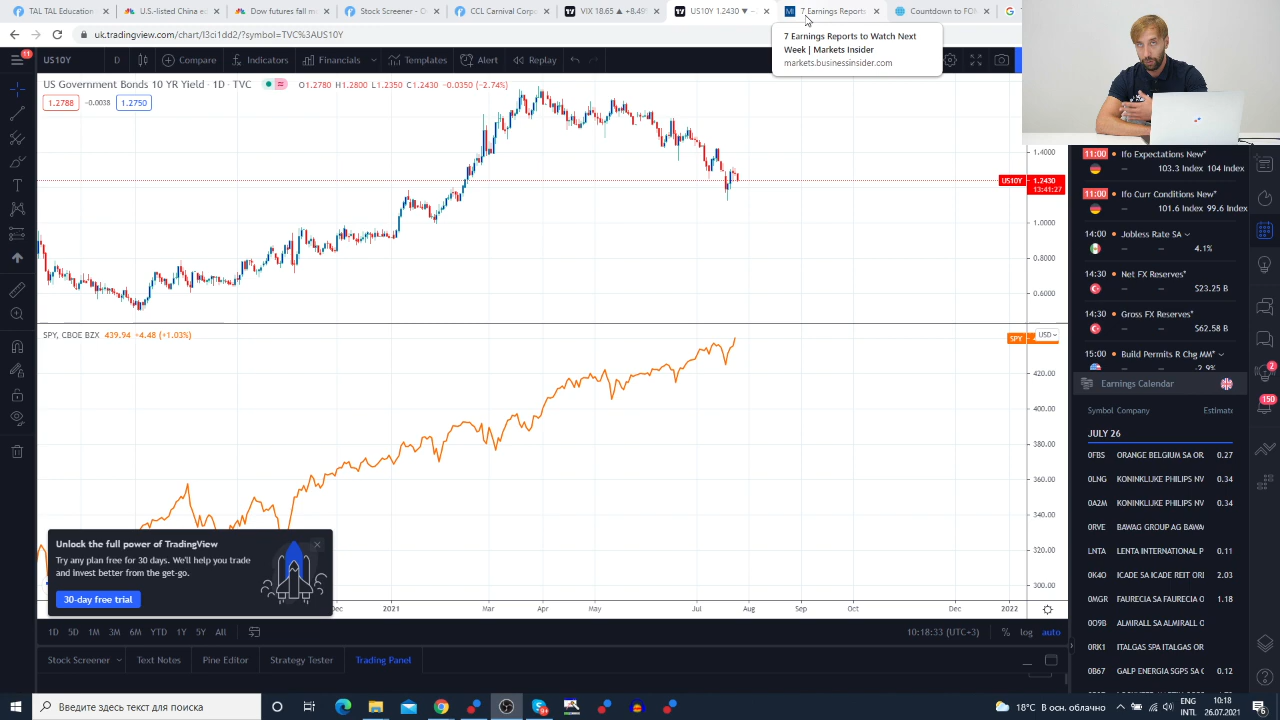 TAL TAL Education
U.S.-listed China ed
Dow futures fall mo
Stock Screener - C
CCL Carnival Corpor
VIX 18.65 ▲ +8.49
US10Y 1.2430 ▼ −
7 Earnings Reports
Countdown to FO
uk.tradingview.com/chart/l3ci1dd2/?symbol=TVC%3AUS10Y
7 Earnings Reports to Watch Next
Week | Markets Insider
markets.businessinsider.com
11
US10Y
D
Compare
Indicators
Financials
Templates
Alert
Replay
US Government Bonds 10 YR Yield · 1D · TVC
O1.2780 H1.2800 L1.2350 C1.2430 −0.0350 (−2.74%)
1.2788
−0.0038
1.2750
1.4000
US10Y
1.2430
13:41:27
1.0000
0.8000
0.6000
SPY, CBOE BZX 439.94 +4.48 (+1.03%)
SPY
USD
420.00
400.00
380.00
360.00
340.00
320.00
300.00
Unlock the full power of TradingView
Try any plan free for 30 days. We'll help you trade
and invest better from the get-go.
30-day free trial
Dec
2021
Mar
Apr
May
Jul
Aug
Sep
Oct
Dec
2022
1D 5D 1M 3M 6M YTD 1Y 5Y All
10:18:33 (UTC+3)
% log auto
Stock Screener
Text Notes
Pine Editor
Strategy Tester
Trading Panel
11:00 Ifo Expectations New*
— 103.3 Index 104 Index
11:00 Ifo Curr Conditions New*
— 101.6 Index 99.6 Index
14:00 Jobless Rate SA
— — 4.1%
14:30 Net FX Reserves*
— — $23.25 B
14:30 Gross FX Reserves*
— — $62.58 B
15:00 Build Permits R Chg MM*
— — -2.9%
Earnings Calendar
Symbol Company Estimate
JULY 26
0FBS ORANGE BELGIUM SA OR 0.27
0LNG KONINKLIJKE PHILIPS NV 0.34
0A2M KONINKLIJKE PHILIPS NV 0.34
0RVE BAWAG GROUP AG BAWA
LNTA LENTA INTERNATIONAL P 0.11
0K4O ICADE SA ICADE REIT ORI 2.03
0MGR FAURECIA SA FAURECIA O 1.18
0O9B ALMIRALL SA ALMIRALL O
0RK1 ITALGAS SPA ITALGAS OR
0B67 GALP ENERGIA SGPS SA G 0.12
2
150
Введите здесь текст для поиска
18°C В осн. облачно
ENG
INTL
10:18
26.07.2021
6